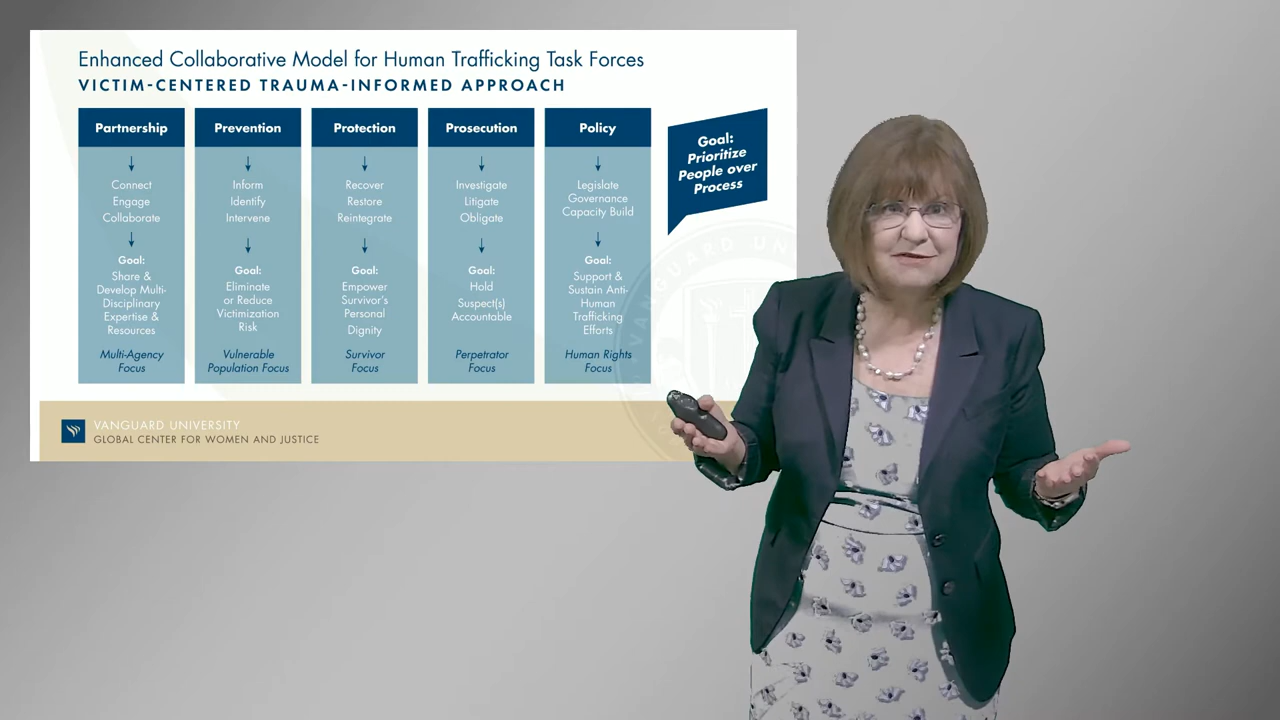 Enhanced Collaborative Model for Human Trafficking Task Forces
VICTIM-CENTERED TRAUMA-INFORMED APPROACH
Partnership
Connect
Engage
Collaborate
Goal:
Share &
Develop Multi-
Disciplinary
Expertise &
Resources
Multi-Agency
Focus
Prevention
Inform
Identify
Intervene
Goal:
Eliminate
or Reduce
Victimization
Risk
Vulnerable
Population Focus
Protection
Recover
Restore
Reintegrate
Goal:
Empower
Survivor's
Personal
Dignity
Survivor
Focus
Prosecution
Investigate
Litigate
Obligate
Goal:
Hold
Suspect(s)
Accountable
Perpetrator
Focus
Policy
Legislate
Governance
Capacity Build
Goal:
Support &
Sustain Anti-
Human
Trafficking
Efforts
Human Rights
Focus
Goal:
Prioritize
People over
Process
VANGUARD UNIVERSITY
GLOBAL CENTER FOR WOMEN AND JUSTICE